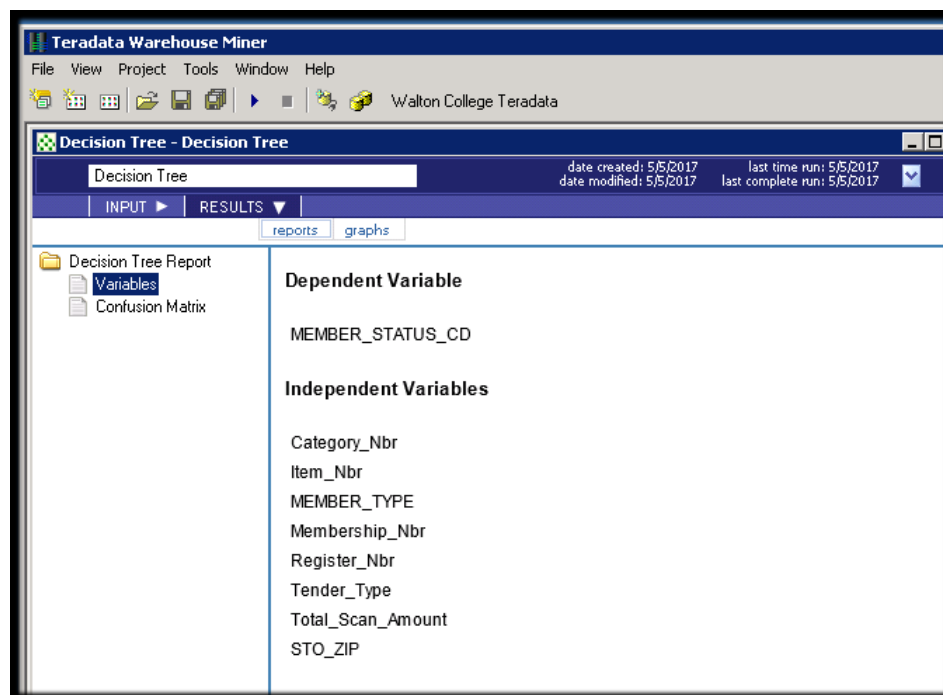 Teradata Warehouse Miner
File View Project Tools Window Help
Walton College Teradata
Decision Tree - Decision Tree
Decision Tree
date created: 5/5/2017 last time run: 5/5/2017
date modified: 5/5/2017 last complete run: 5/5/2017
INPUT RESULTS
reports graphs
Decision Tree Report
Variables
Confusion Matrix
Dependent Variable
MEMBER_STATUS_CD
Independent Variables
Category_Nbr
Item_Nbr
MEMBER_TYPE
Membership_Nbr
Register_Nbr
Tender_Type
Total_Scan_Amount
STO_ZIP